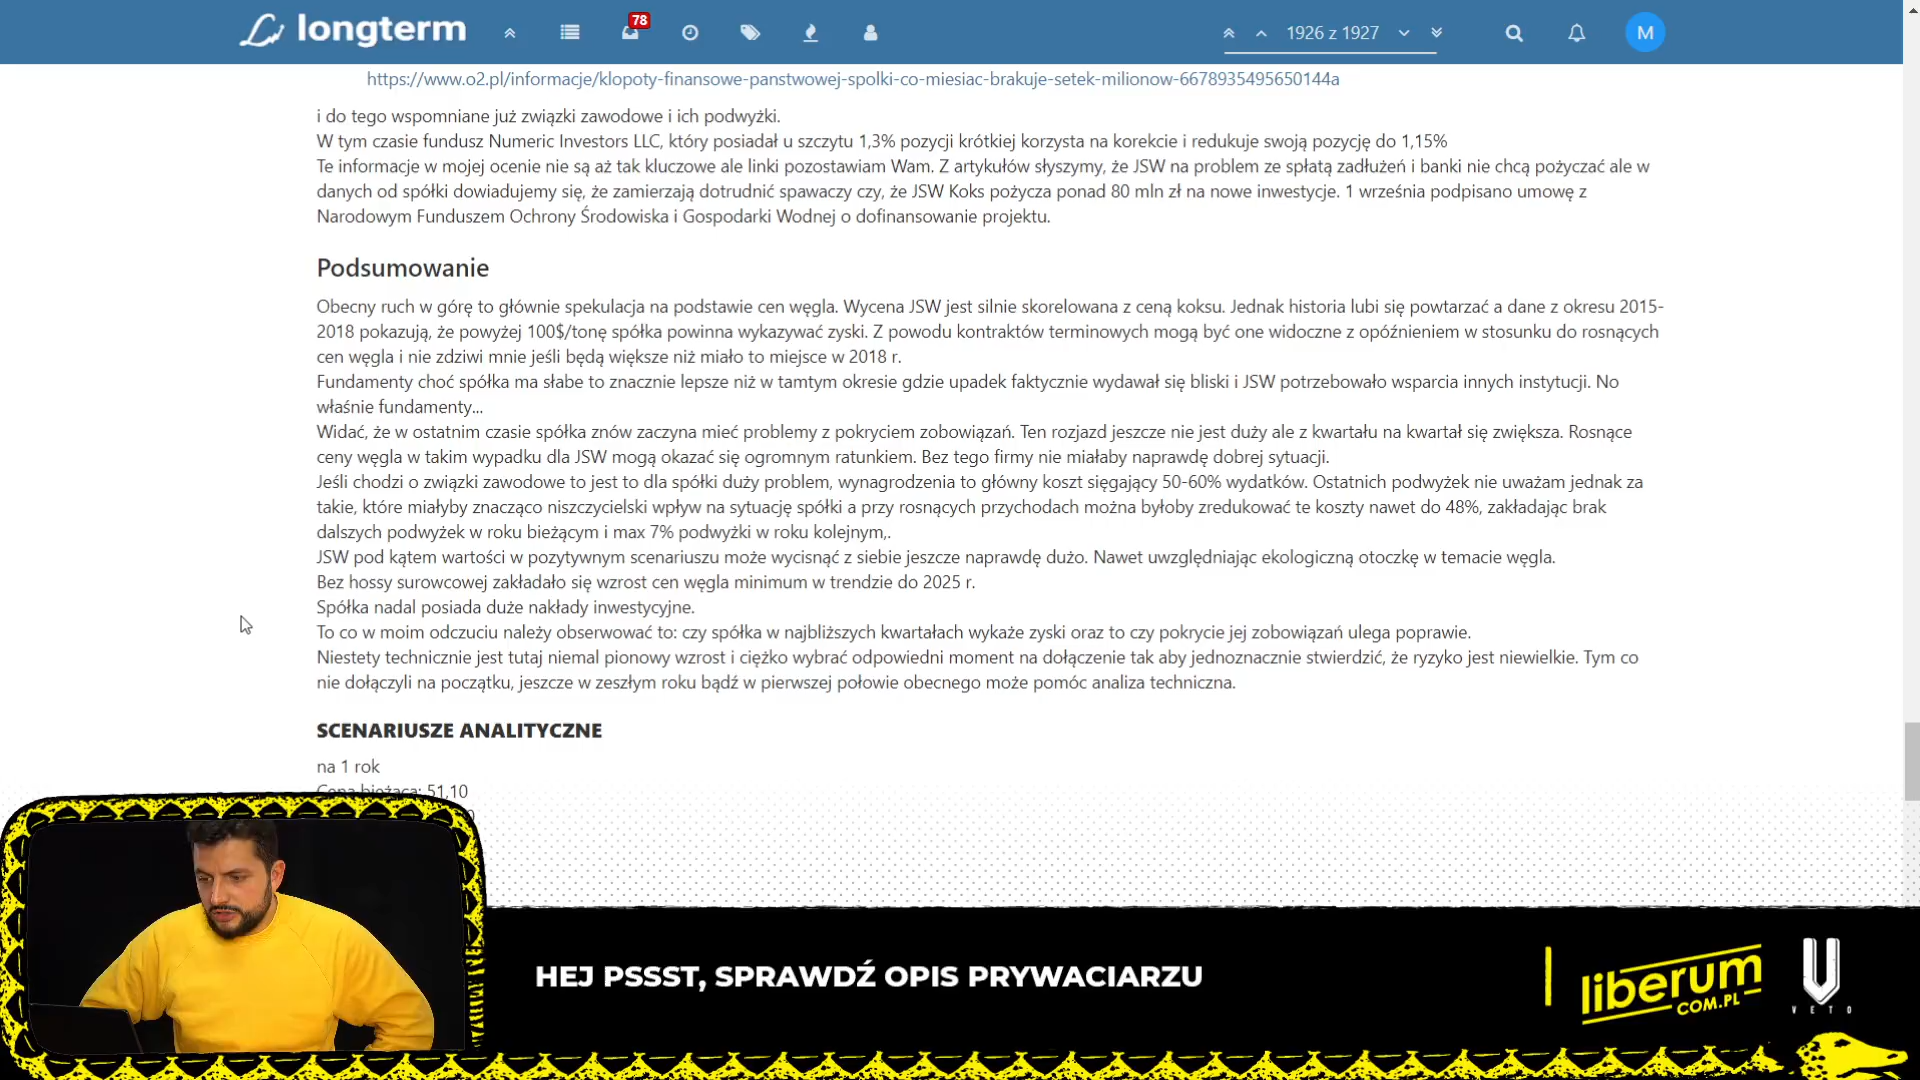 longterm
78
1926 z 1927
M
https://www.o2.pl/informacje/klopoty-finansowe-panstwowej-spolki-co-miesiac-brakuje-setek-milionow-6678935495650144a
i do tego wspomniane już związki zawodowe i ich podwyżki.
W tym czasie fundusz Numeric Investors LLC, który posiadał u szczytu 1,3% pozycji krótkiej korzysta na korekcie i redukuje swoją pozycję do 1,15%
Te informacje w mojej ocenie nie są aż tak kluczowe ale linki pozostawiam Wam. Z artykułów słyszymy, że JSW na problem ze spłatą zadłużeń i banki nie chcą pożyczać ale w
danych od spółki dowiadujemy się, że zamierzają dotrudnić spawaczy czy, że JSW Koks pożycza ponad 80 mln zł na nowe inwestycje. 1 września podpisano umowę z
Narodowym Funduszem Ochrony Środowiska i Gospodarki Wodnej o dofinansowanie projektu.
Podsumowanie
Obecny ruch w górę to głównie spekulacja na podstawie cen węgla. Wycena JSW jest silnie skorelowana z ceną koksu. Jednak historia lubi się powtarzać a dane z okresu 2015-
2018 pokazują, że powyżej 100$/tonę spółka powinna wykazywać zyski. Z powodu kontraktów terminowych mogą być one widoczne z opóźnieniem w stosunku do rosnących
cen węgla i nie zdziwi mnie jeśli będą większe niż miało to miejsce w 2018 r.
Fundamenty choć spółka ma słabe to znacznie lepsze niż w tamtym okresie gdzie upadek faktycznie wydawał się bliski i JSW potrzebowało wsparcia innych instytucji. No
właśnie fundamenty...
Widać, że w ostatnim czasie spółka znów zaczyna mieć problemy z pokryciem zobowiązań. Ten rozjazd jeszcze nie jest duży ale z kwartału na kwartał się zwiększa. Rosnące
ceny węgla w takim wypadku dla JSW mogą okazać się ogromnym ratunkiem. Bez tego firmy nie miałaby naprawdę dobrej sytuacji.
Jeśli chodzi o związki zawodowe to jest to dla spółki duży problem, wynagrodzenia to główny koszt sięgający 50-60% wydatków. Ostatnich podwyżek nie uważam jednak za
takie, które miałyby znacząco niszczycielski wpływ na sytuację spółki a przy rosnących przychodach można byłoby zredukować te koszty nawet do 48%, zakładając brak
dalszych podwyżek w roku bieżącym i max 7% podwyżki w roku kolejnym,.
JSW pod kątem wartości w pozytywnym scenariuszu może wycisnąć z siebie jeszcze naprawdę dużo. Nawet uwzględniając ekologiczną otoczkę w temacie węgla.
Bez hossy surowcowej zakładało się wzrost cen węgla minimum w trendzie do 2025 r.
Spółka nadal posiada duże nakłady inwestycyjne.
To co w moim odczuciu należy obserwować to: czy spółka w najbliższych kwartałach wykaże zyski oraz to czy pokrycie jej zobowiązań ulega poprawie.
Niestety technicznie jest tutaj niemal pionowy wzrost i ciężko wybrać odpowiedni moment na dołączenie tak aby jednoznacznie stwierdzić, że ryzyko jest niewielkie. Tym co
nie dołączyli na początku, jeszcze w zeszłym roku bądź w pierwszej połowie obecnego może pomóc analiza techniczna.
SCENARIUSZE ANALITYCZNE
na 1 rok
Cena bieżąca: 51,10
HEJ PSSST, SPRAWDŹ OPIS PRYWACIARZU
liberum
COM.PL
VETO